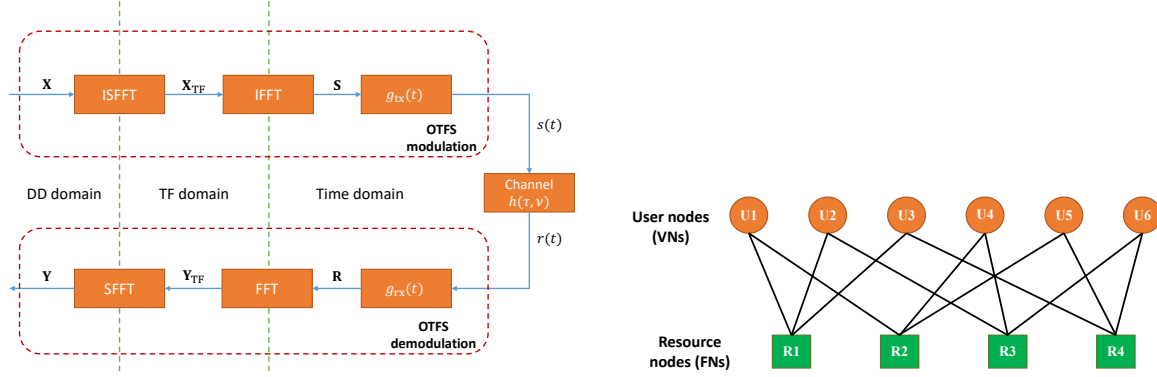 X
ISFFT
X_TF
IFFT
S
g_tx(t)
OTFS
modulation
s(t)
DD domain
TF domain
Time domain
Channel
h(τ, ν)
r(t)
Y
SFFT
Y_TF
FFT
R
g_rx(t)
OTFS
demodulation
User nodes
(VNs)
U1 U2 U3 U4 U5 U6
Resource
nodes (FNs)
R1 R2 R3 R4